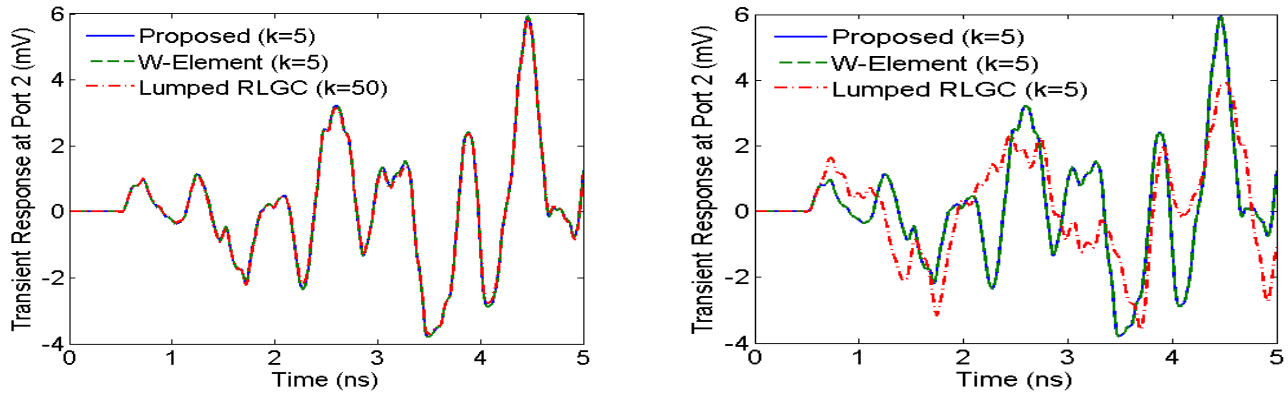 Transient Response at Port 2 (mV)
6
4
2
0
-2
-4
Proposed (k=5)
W-Element (k=5)
Lumped RLGC (k=50)
0 1 2 3 4 5
Time (ns)
Transient Response at Port 2 (mV)
6
4
2
0
-2
-4
Proposed (k=5)
W-Element (k=5)
Lumped RLGC (k=5)
0 1 2 3 4 5
Time (ns)